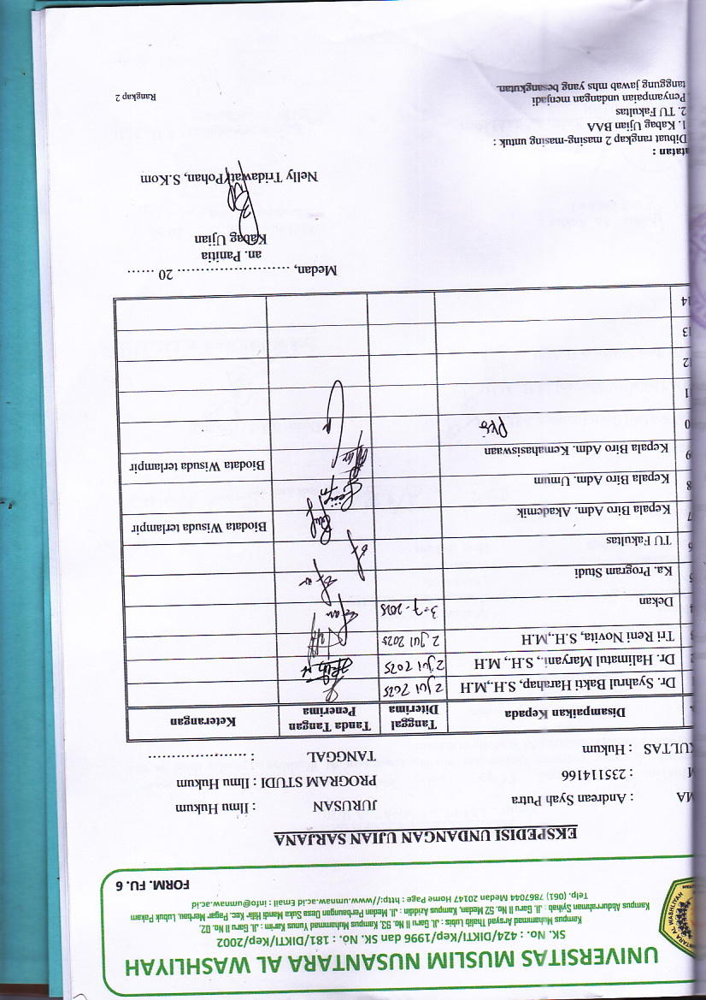 UNIVERSITAS MUSLIM NUSANTARA AL WASHLIYAH
SK. No. : 424/DIKTI/Kep/1996 dan SK. No. : 181/DIKTI/Kep/2002
Kampus Muhammad Arsyad Thalib Lubis : Jl. Garu II No. 93, Kampus Muhammad Yunus Karim : Jl. Garu II No. 02,
Kampus Abdurrahman Syihab : Jl. Garu II No. 52 Medan, Kampus Aziddin : Jl. Medan Perbaungan Desa Suka Mandi Hilir Kec. Pagar Merbau, Lubuk Pakam
Telp. (061) 7867044 Medan 20147 Home Page : http://www.umnaw.ac.id Email : info@umnaw.ac.id
FORM. FU. 6
EKSPEDISI UNDANGAN UJIAN SARJANA
MA : Andrean Syah Putra JURUSAN : Ilmu Hukum
M : 235114166 PROGRAM STUDI : Ilmu Hukum
KULTAS : Hukum TANGGAL : ........................
Disampaikan Kepada Tanggal Diterima Tanda Tangan Penerima Keterangan
Dr. Syahrul Bakti Harahap, S.H,.M.H 2 Jul 2025
2 Dr. Halimatul Maryani., S.H., M.H 2 Jul 2025
3 Tri Reni Novita, S.H,.M.H 2 Jul 2025
4 Dekan 3-7-2025
5 Ka. Program Studi
6 TU Fakultas
7 Kepala Biro Adm. Akademik Biodata Wisuda terlampir
8 Kepala Biro Adm. Umum
9 Kepala Biro Adm. Kemahasiswaan Biodata Wisuda terlampir
0
11
12
13
14
Medan, ........................ 20 ......
an. Panitia
Kabag Ujian
Nelly Tridawati Pohan, S.Kom
atatan :
Dibuat rangkap 2 masing-masing untuk :
1. Kabag Ujian BAA
2. TU Fakultas
Penyampaian undangan menjadi
tanggung jawab mhs yang besangkutan.
Rangkap 2